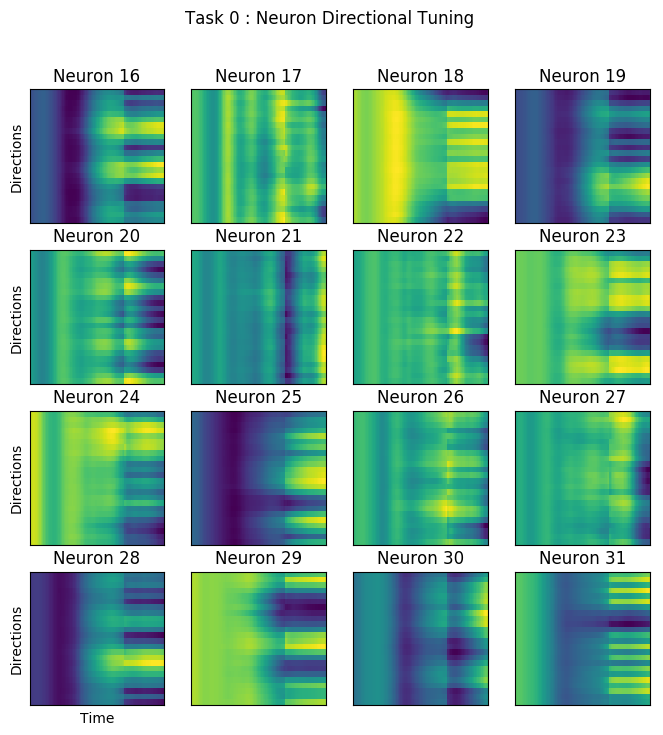 Task 0 : Neuron Directional Tuning
Neuron 16 Neuron 17 Neuron 18 Neuron 19
Directions
Neuron 20 Neuron 21 Neuron 22 Neuron 23
Directions
Neuron 24 Neuron 25 Neuron 26 Neuron 27
Directions
Neuron 28 Neuron 29 Neuron 30 Neuron 31
Directions
Time